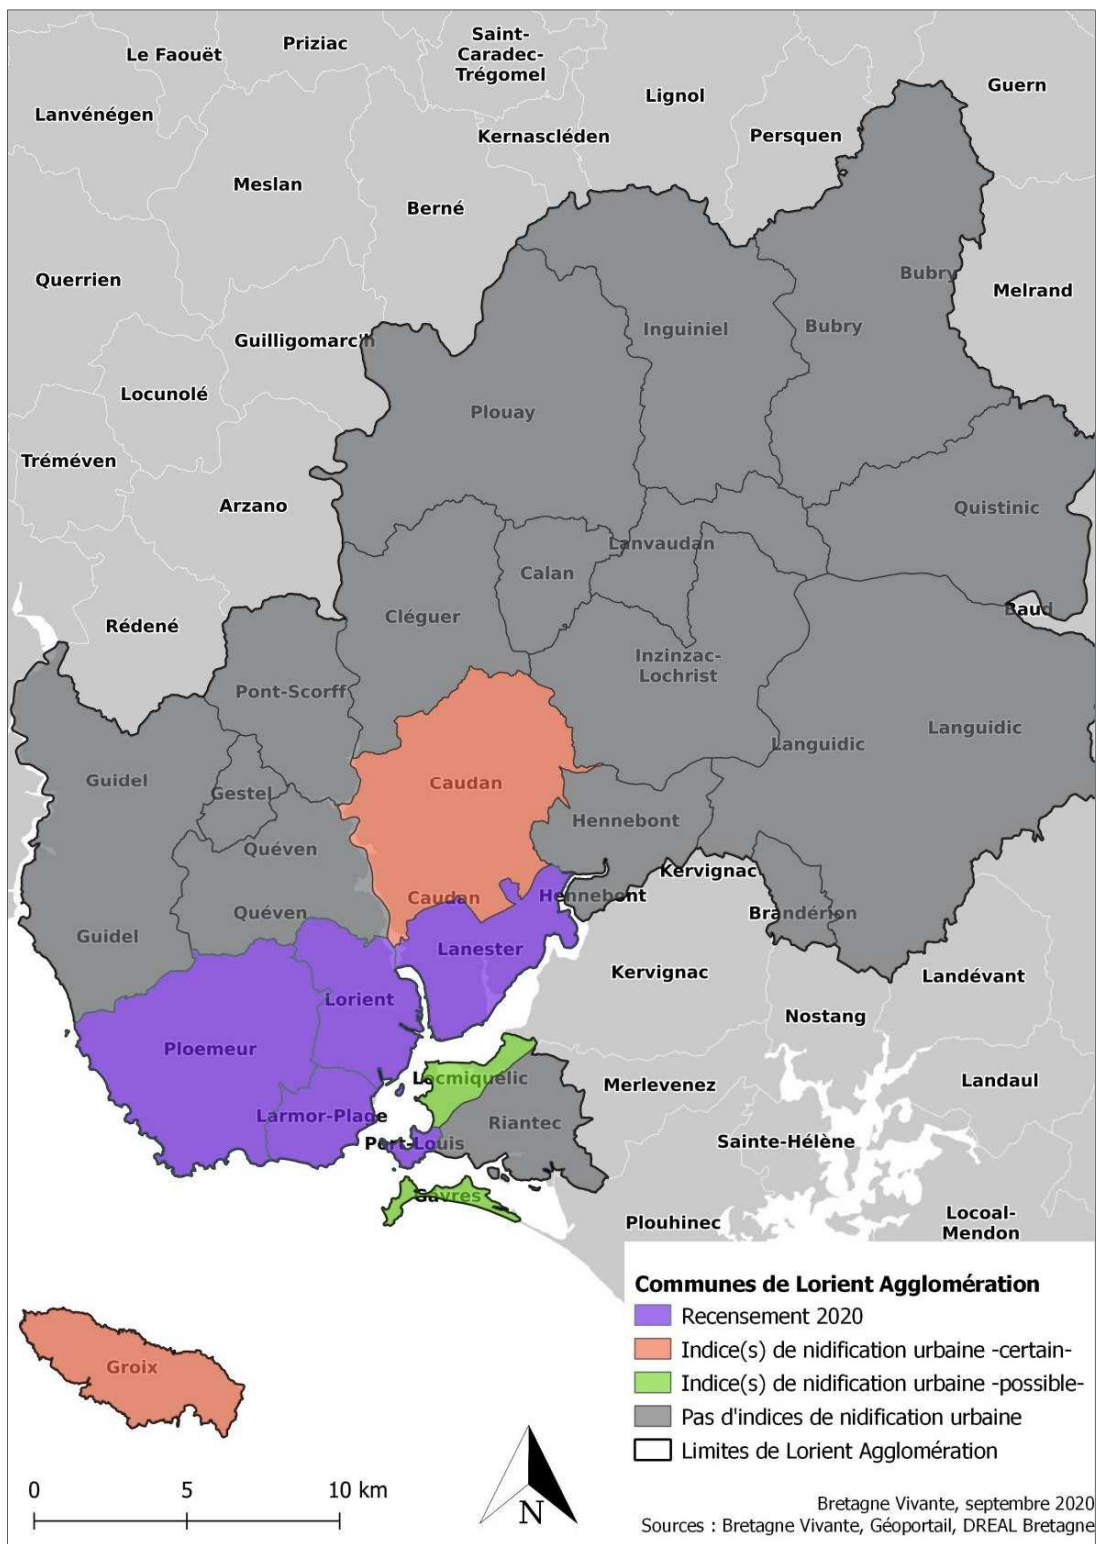 Le Faouët
Priziac
Saint-
Caradec-
Trégomel
Lanvénégen
Lignol
Guern
Kernascléden
Persquen
Meslan
Berné
Querrien
Bubry
Melrand
Inguiniel
Bubry
Guilligomarc'h
Locunolé
Plouay
Tréméven
Arzano
Quistinic
Lanvaudan
Calan
Baud
Cléguer
Rédené
Inzinzac-
Lochrist
Pont-Scorff
Languidic
Languidic
Guidel
Gestel
Caudan
Hennebont
Quéven
Kervignac
Caudan
Hennebont
Quéven
Brandérion
Guidel
Lanester
Kervignac
Landévant
Lorient
Nostang
Ploemeur
Locmiquélic
Merlevenez
Landaul
Larmor-Plage
Riantec
Port-Louis
Sainte-Hélène
Gâvres
Plouhinec
Locoal-
Mendon
Groix
Communes de Lorient Agglomération
Recensement 2020
Indice(s) de nidification urbaine -certain-
Indice(s) de nidification urbaine -possible-
Pas d'indices de nidification urbaine
Limites de Lorient Agglomération
0 5 10 km
N
Bretagne Vivante, septembre 2020
Sources : Bretagne Vivante, Géoportail, DREAL Bretagne